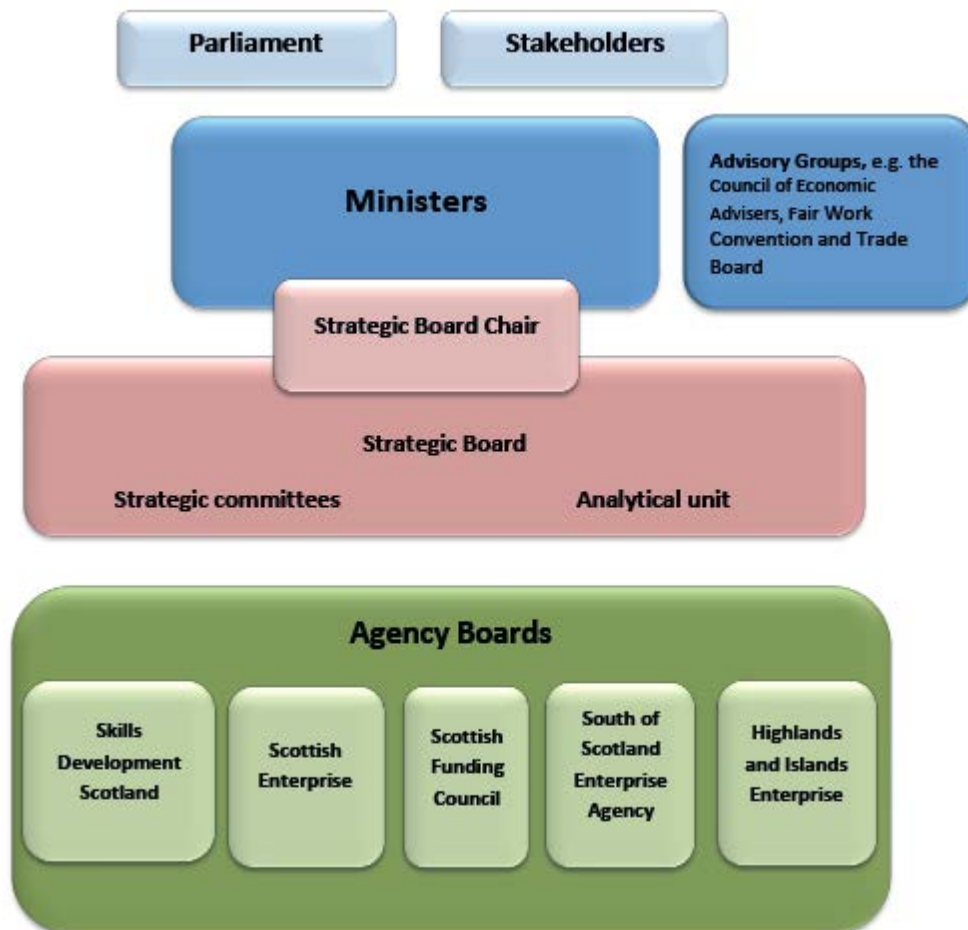 Parliament
Stakeholders
Ministers
Advisory Groups, e.g. the
Council of Economic
Advisers, Fair Work
Convention and Trade
Board
Strategic Board Chair
Strategic Board
Strategic committees
Analytical unit
Agency Boards
Skills
Development
Scotland
Scottish
Enterprise
Scottish
Funding
Council
South of
Scotland
Enterprise
Agency
Highlands
and Islands
Enterprise